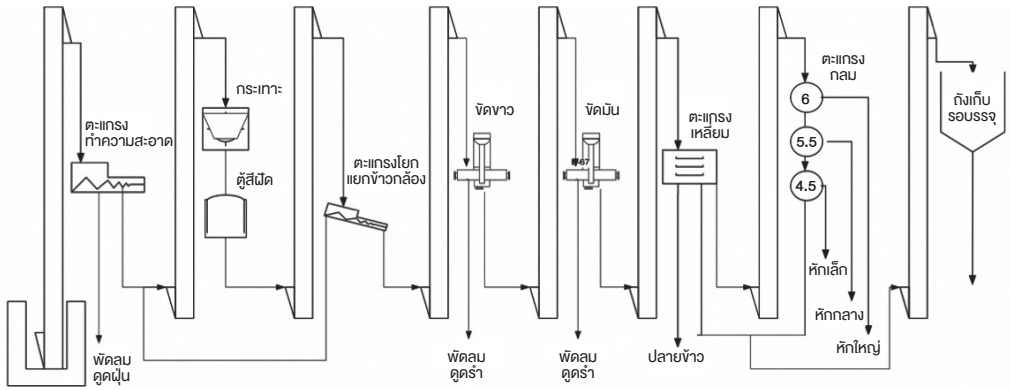 ตะแกรง
ทำความสะอาด
พัดลม
ดูดฝุ่น
กระเทาะ
ตู้สีฝัด
ตะแกรงโยก
แยกข้าวกล้อง
ขัดขาว
พัดลม
ดูดรำ
ขัดมัน
พัดลม
ดูดรำ
ตะแกรง
เหลี่ยม
ปลายข้าว
ตะแกรง
กลม
6
5.5
4.5
หักเล็ก
หักกลาง
หักใหญ่
ถังเก็บ
รอบรรจุ